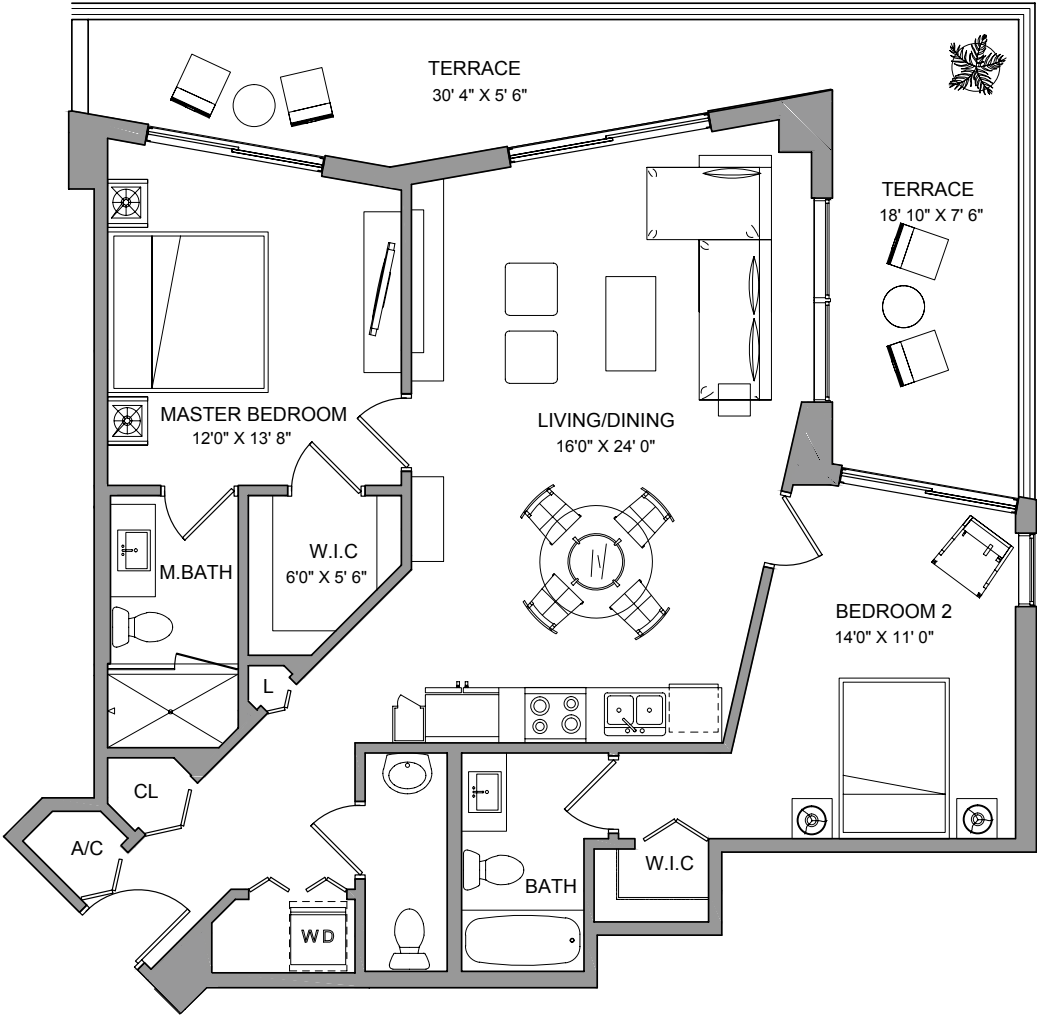 TERRACE
30' 4" X 5' 6"
TERRACE
18' 10" X 7' 6"
MASTER BEDROOM
12'0" X 13' 8"
LIVING/DINING
16'0" X 24' 0"
W.I.C
6'0" X 5' 6"
M.BATH
BEDROOM 2
14'0" X 11' 0"
L
CL
A/C
W.I.C
BATH
WD